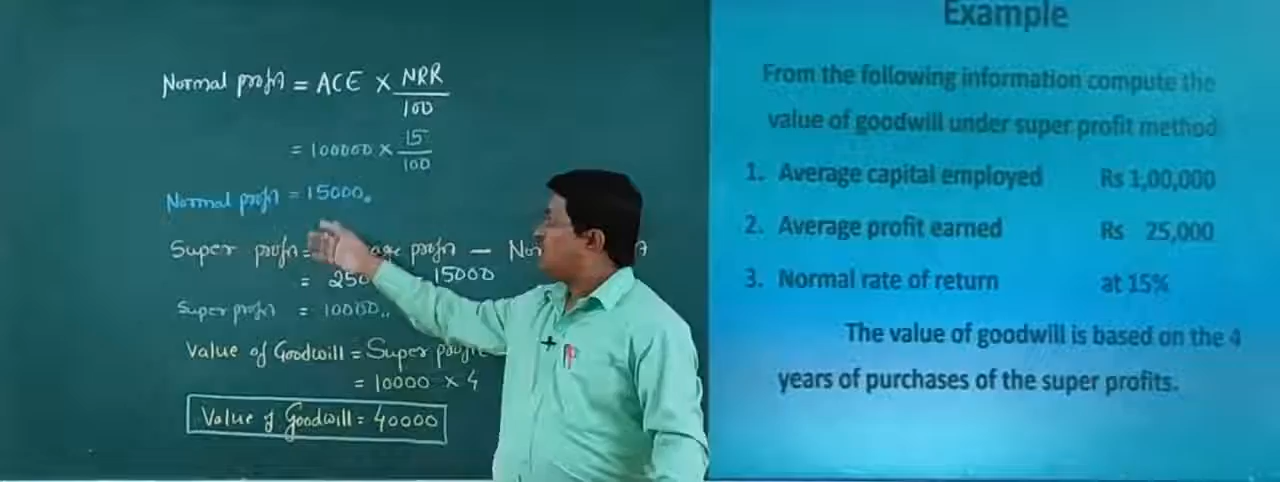 Normal profit = ACE × NRR
100
= 100000 × 15
100
Normal profit = 15000
Super profit = profit –
= 15000
Super profit = 10000
Value of Goodwill = Super
= 10000 × 4
Value of Goodwill = 40000
Example
From the following information compute the
value of goodwill under super profit method
1. Average capital employed Rs 1,00,000
2. Average profit earned Rs 25,000
3. Normal rate of return at 15%
The value of goodwill is based on the 4
years of purchases of the super profits.